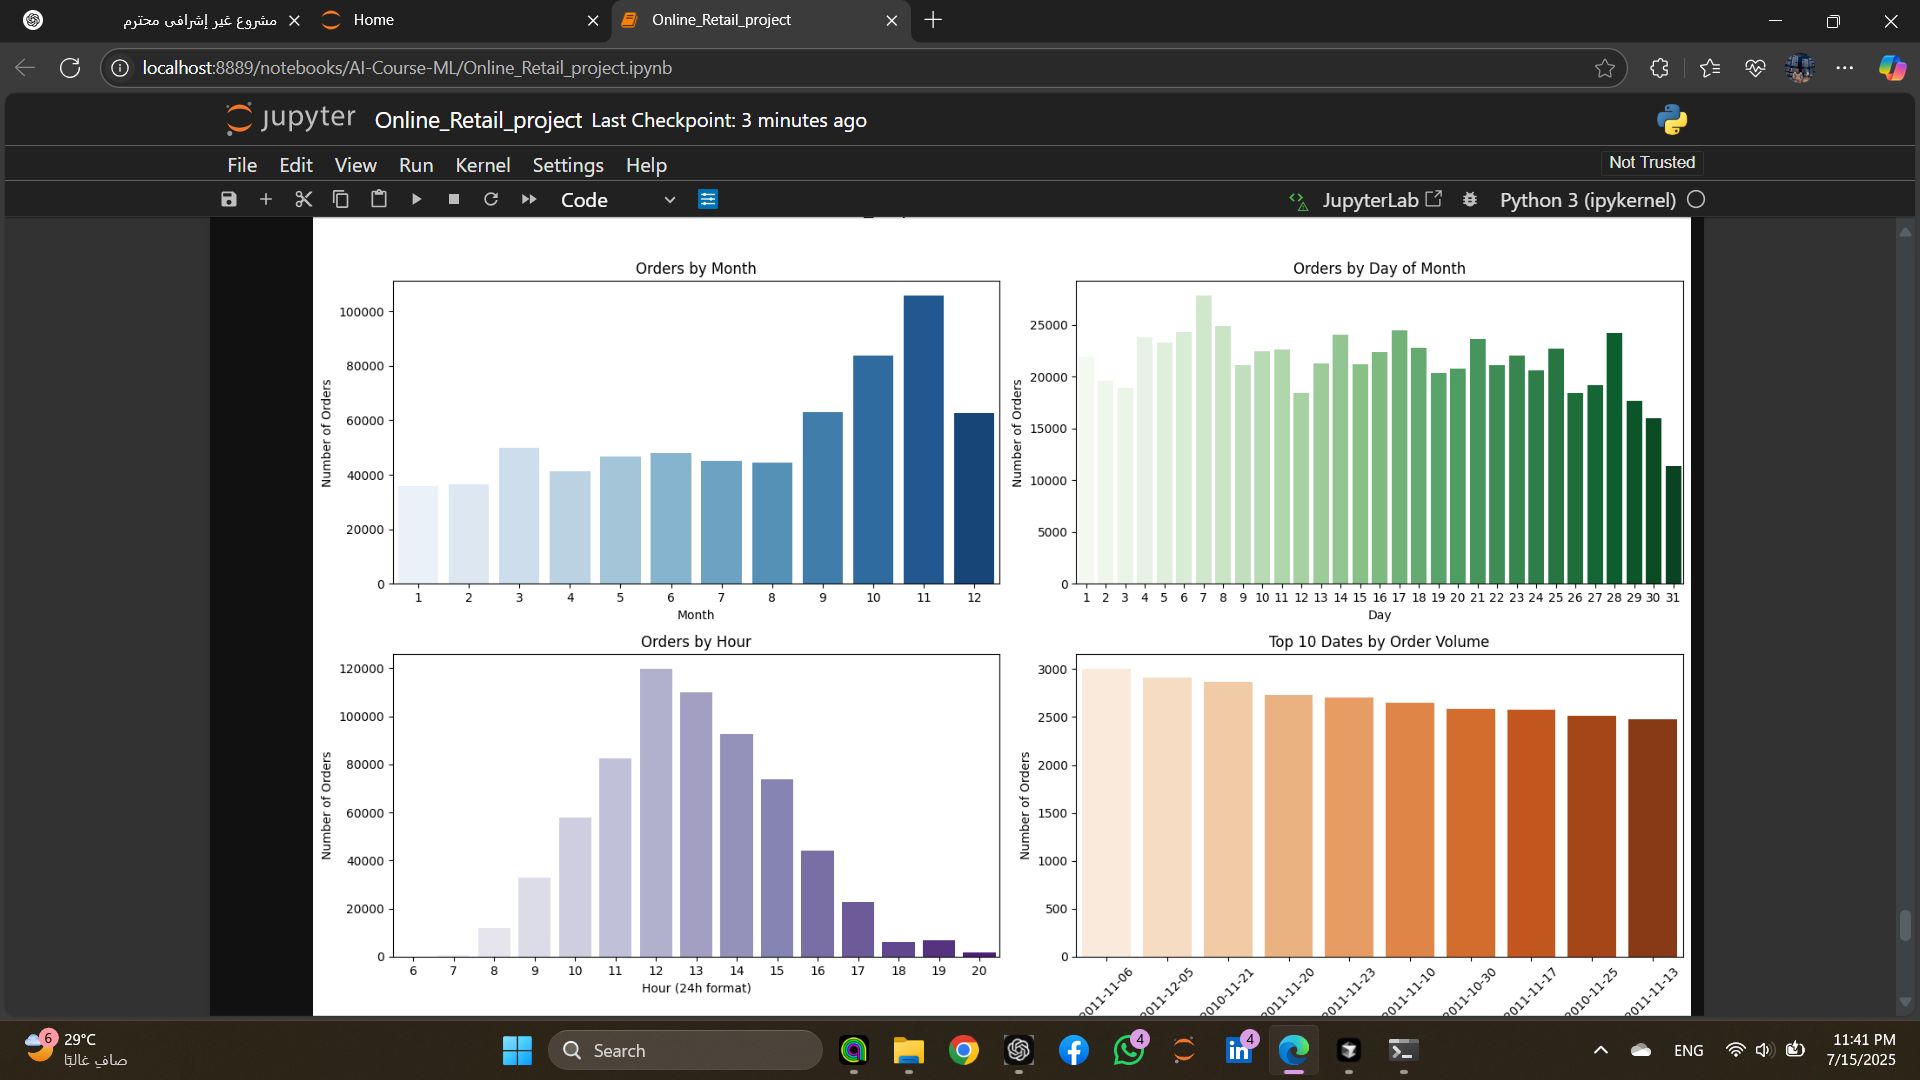 مشروع غير إشرافي محترم
Home
Online_Retail_project
localhost:8889/notebooks/AI-Course-ML/Online_Retail_project.ipynb
jupyter Online_Retail_project Last Checkpoint: 3 minutes ago
File Edit View Run Kernel Settings Help
Not Trusted
Code
JupyterLab
Python 3 (ipykernel)
Orders by Month
Number of Orders
100000
80000
60000
40000
20000
0
1 2 3 4 5 6 7 8 9 10 11 12
Month
Orders by Day of Month
Number of Orders
25000
20000
15000
10000
5000
0
1 2 3 4 5 6 7 8 9 10 11 12 13 14 15 16 17 18 19 20 21 22 23 24 25 26 27 28 29 30 31
Day
Orders by Hour
Number of Orders
120000
100000
80000
60000
40000
20000
0
6 7 8 9 10 11 12 13 14 15 16 17 18 19 20
Hour (24h format)
Top 10 Dates by Order Volume
Number of Orders
3000
2500
2000
1500
1000
500
0
2011-11-06 2011-12-05 2010-11-21 2011-11-20 2011-11-23 2011-11-10 2011-10-30 2011-11-17 2010-11-25 2011-11-13
6
29°C
صافٍ غالبًا
Search
4
4
ENG
11:41 PM
7/15/2025